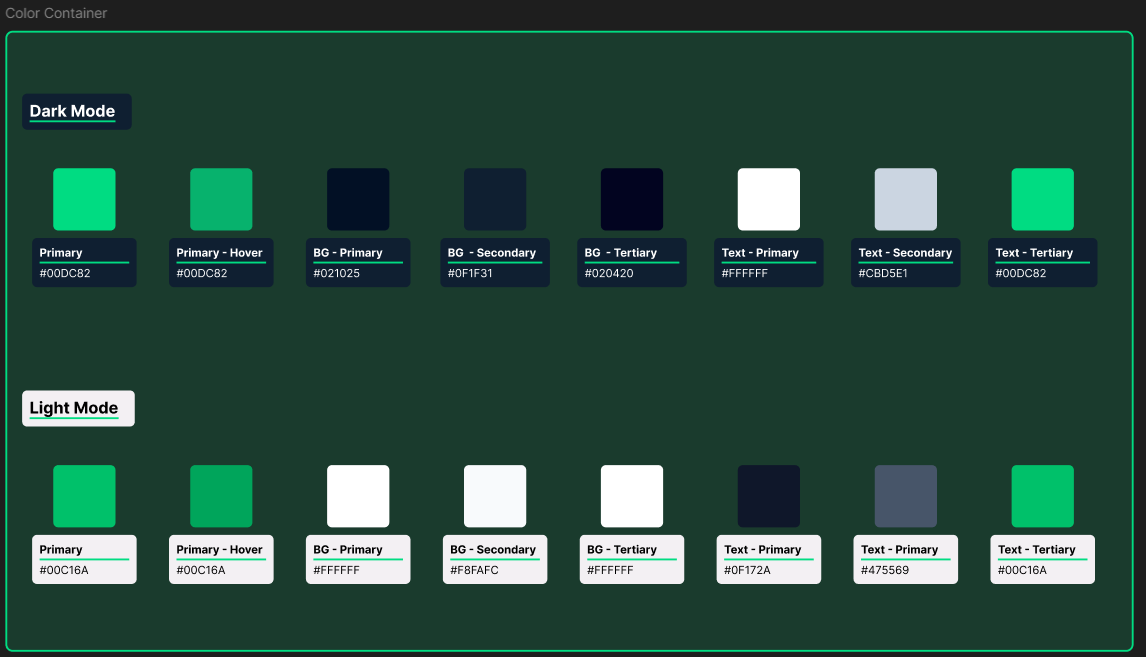 Color Container
Dark Mode
Primary
#00DC82
Primary - Hover
#00DC82
BG - Primary
#021025
BG - Secondary
#0F1F31
BG - Tertiary
#020420
Text - Primary
#FFFFFF
Text - Secondary
#CBD5E1
Text - Tertiary
#00DC82
Light Mode
Primary
#00C16A
Primary - Hover
#00C16A
BG - Primary
#FFFFFF
BG - Secondary
#F8FAFC
BG - Tertiary
#FFFFFF
Text - Primary
#0F172A
Text - Primary
#475569
Text - Tertiary
#00C16A